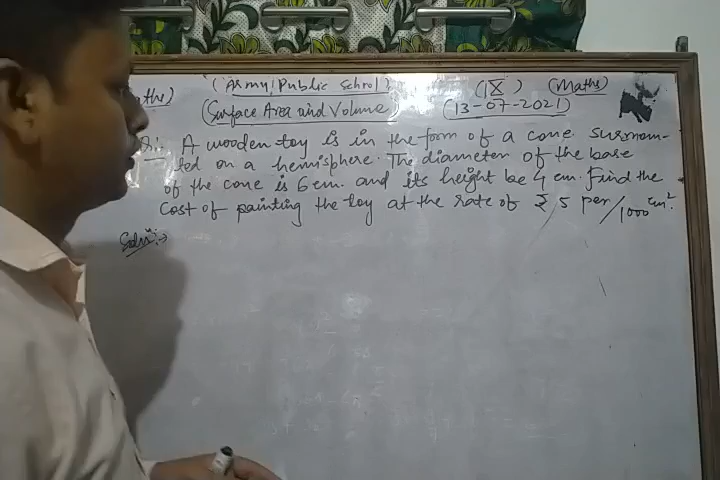 (Army Public School)
(IX) (Maths)
(Surface Area and Volume)
(13-07-2021)
Q:. A wooden toy is in the form of a cone surmoun-
ted on a hemisphere. The diameter of the base
of the cone is 6 cm. and its height be 4 cm. Find the
cost of painting the toy at the rate of ₹ 5 per/1000 cm².
Soln:→